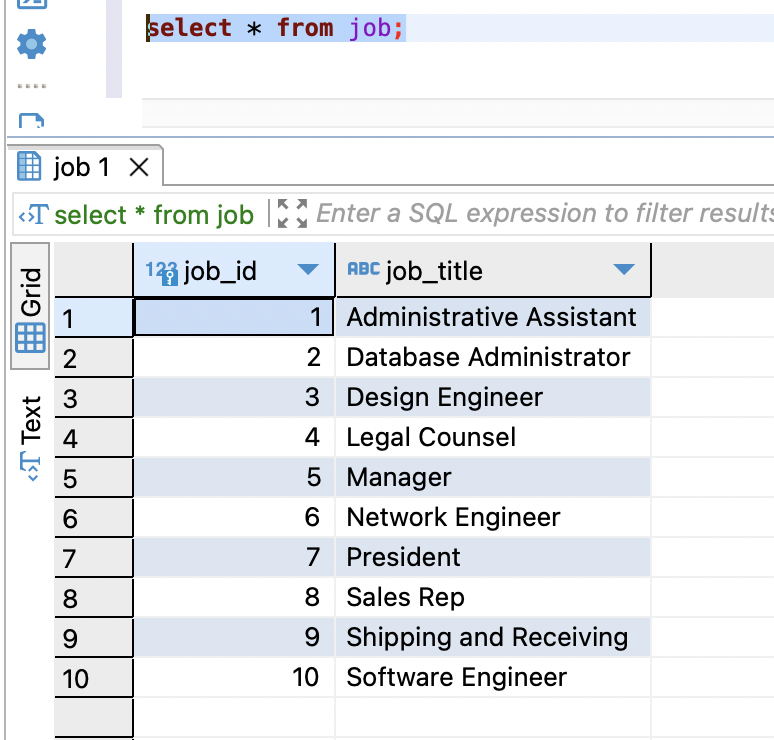 select * from job;
job 1
select * from job Enter a SQL expression to filter results
Grid
Text
123 job_id ABC job_title
1 1 Administrative Assistant
2 2 Database Administrator
3 3 Design Engineer
4 4 Legal Counsel
5 5 Manager
6 6 Network Engineer
7 7 President
8 8 Sales Rep
9 9 Shipping and Receiving
10 10 Software Engineer